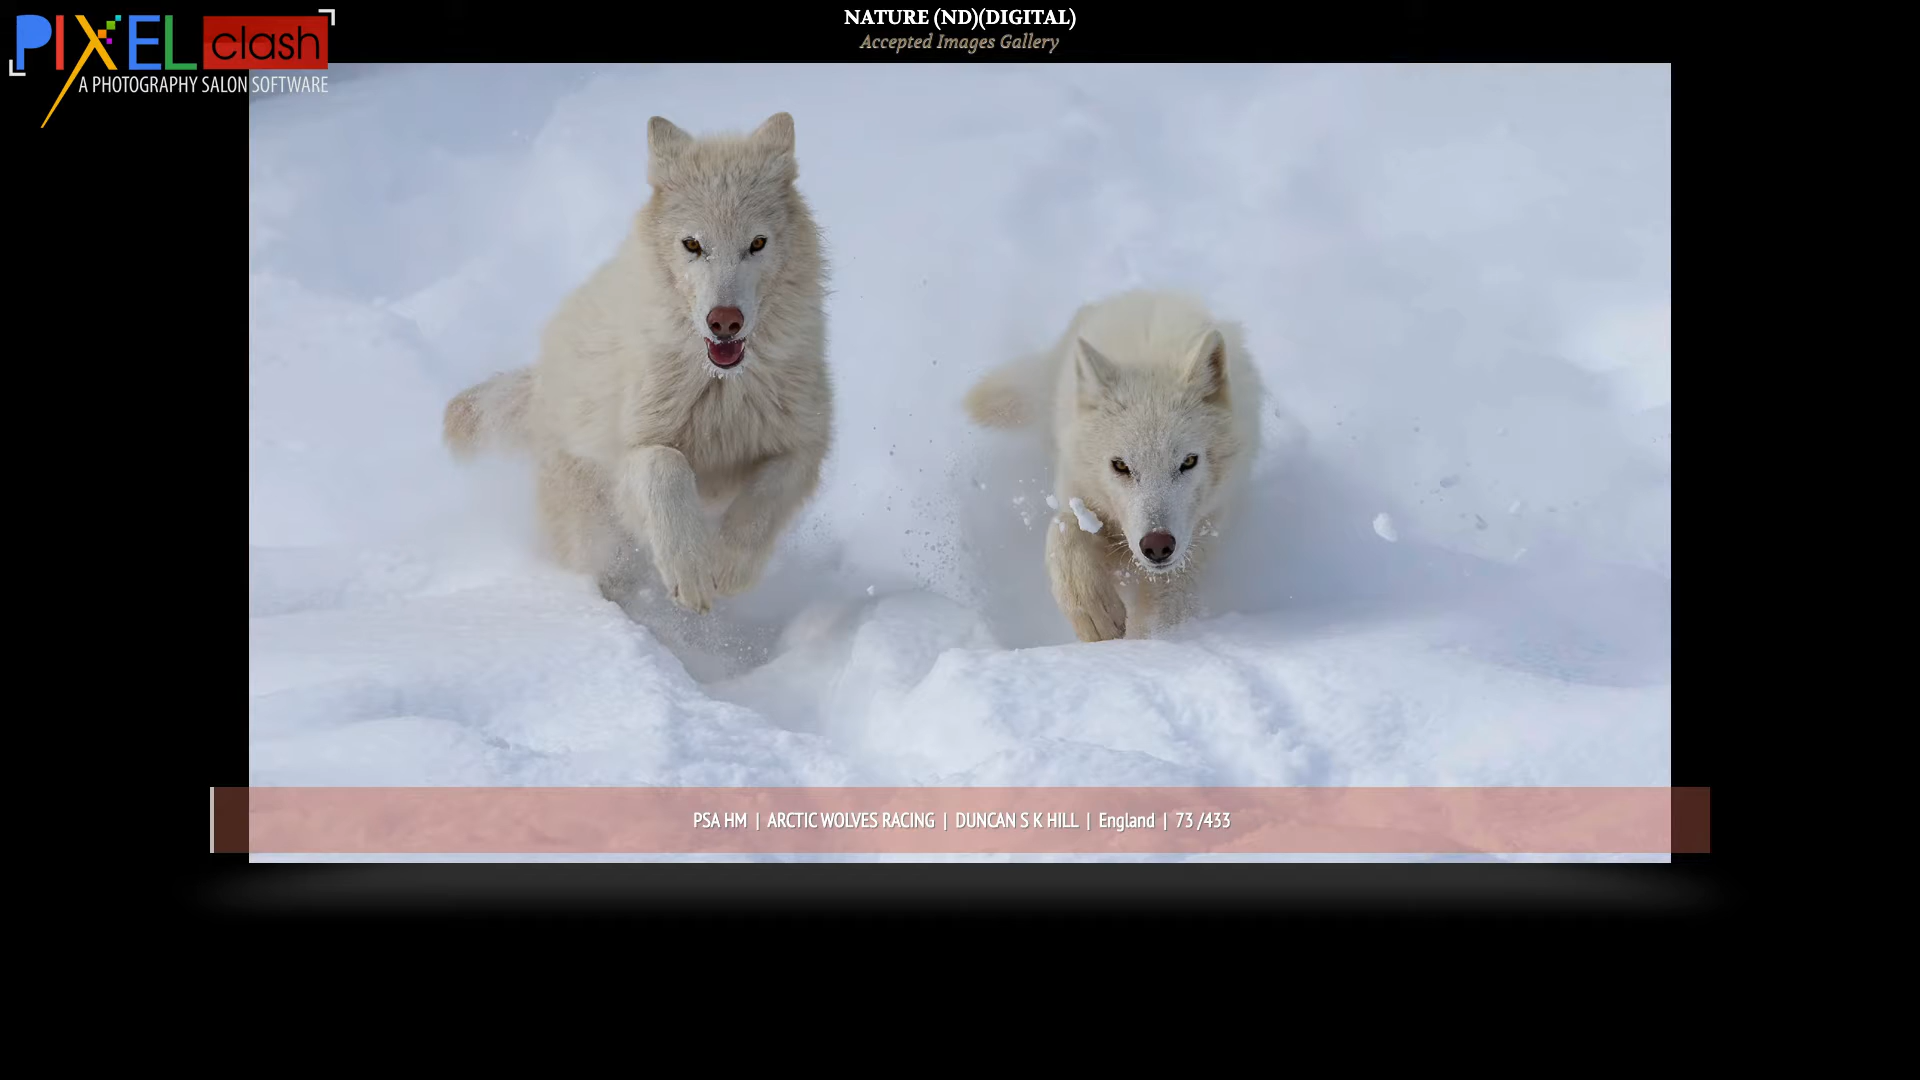 PIXEL clash
A PHOTOGRAPHY SALON SOFTWARE
NATURE (ND)(DIGITAL)
Accepted Images Gallery
PSA HM | ARCTIC WOLVES RACING | DUNCAN S K HILL | England | 73 /433